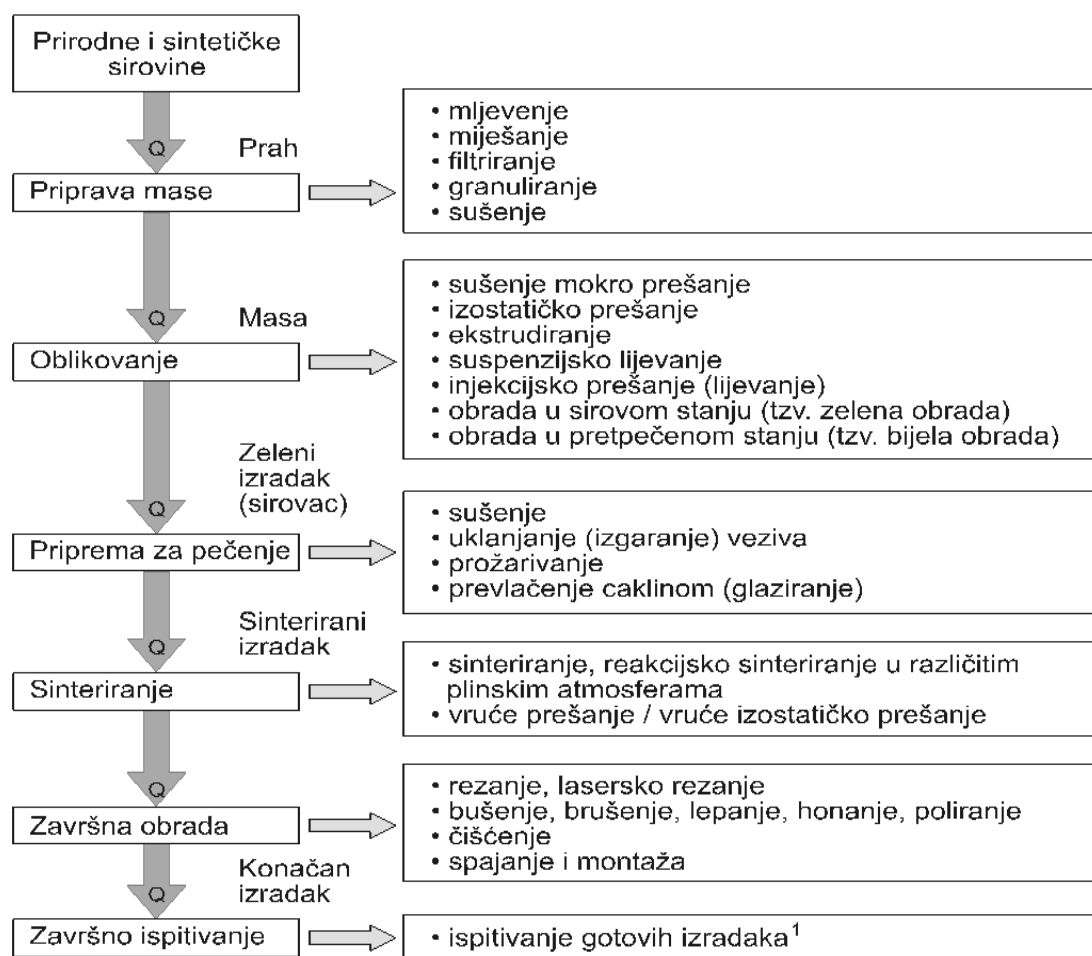 Prirodne i sintetičke
sirovine
Q
Prah
Priprava mase
• mljevenje
• miješanje
• filtriranje
• granuliranje
• sušenje
Q
Masa
Oblikovanje
• sušenje mokro prešanje
• izostatičko prešanje
• ekstrudiranje
• suspenzijsko lijevanje
• injekcijsko prešanje (lijevanje)
• obrada u sirovom stanju (tzv. zelena obrada)
• obrada u pretpečenom stanju (tzv. bijela obrada)
Zeleni
izradak
(sirovac)
Q
Priprema za pečenje
• sušenje
• uklanjanje (izgaranje) veziva
• prožarivanje
• prevlačenje caklinom (glaziranje)
Sinterirani
izradak
Q
Sinteriranje
• sinteriranje, reakcijsko sinteriranje u različitim
plinskim atmosferama
• vruće prešanje / vruće izostatičko prešanje
Q
Završna obrada
• rezanje, lasersko rezanje
• bušenje, brušenje, lepanje, honanje, poliranje
• čišćenje
• spajanje i montaža
Konačan
izradak
Q
Završno ispitivanje
• ispitivanje gotovih izradaka¹